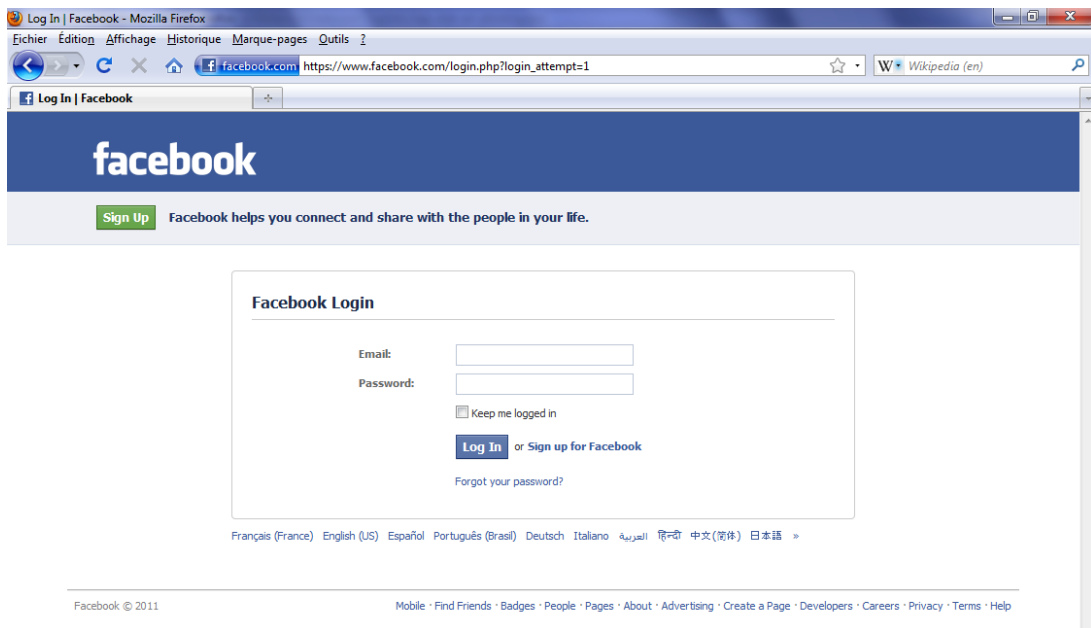 Log In | Facebook - Mozilla Firefox
Fichier Édition Affichage Historique Marque-pages Outils ?
facebook.com https://www.facebook.com/login.php?login_attempt=1 W Wikipedia (en)
Log In | Facebook
facebook
Sign Up Facebook helps you connect and share with the people in your life.
Facebook Login
Email:
Password:
Keep me logged in
Log In or Sign up for Facebook
Forgot your password?
Français (France) English (US) Español Português (Brasil) Deutsch Italiano العربية हिन्दी 中文(简体) 日本語 »
Facebook © 2011 Mobile · Find Friends · Badges · People · Pages · About · Advertising · Create a Page · Developers · Careers · Privacy · Terms · Help